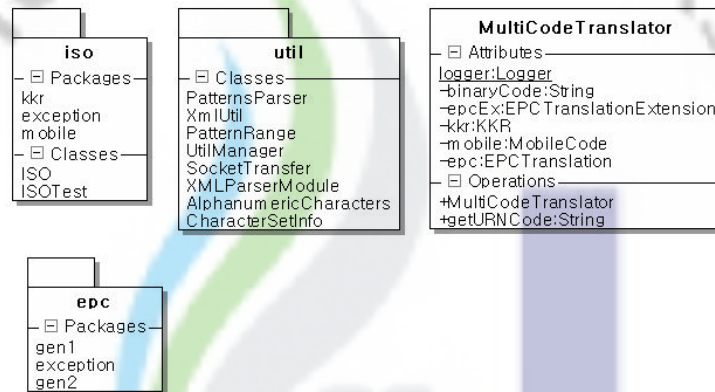 iso
Packages
kkr
exception
mobile
Classes
ISO
ISOTest
util
Classes
PatternsParser
XmlUtil
PatternRange
UtilManager
SocketTransfer
XMLParserModule
AlphanumericCharacters
CharacterSetInfo
MultiCodeTranslator
Attributes
logger:Logger
-binaryCode:String
-epcEx:EPCTranslationExtension
-kkr:KKR
-mobile:MobileCode
-epc:EPCTranslation
Operations
+MultiCodeTranslator
+getURNCode:String
epc
Packages
gen1
exception
gen2